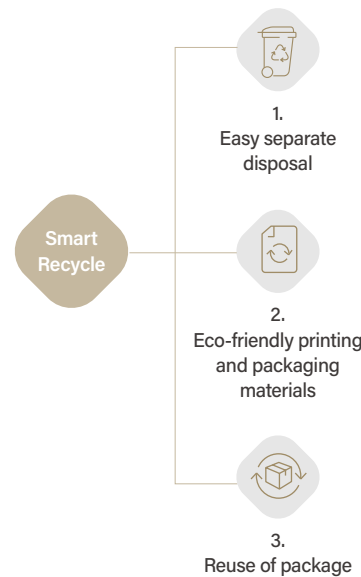 Smart
Recycle
1.
Easy separate
disposal
2.
Eco-friendly printing
and packaging
materials
3.
Reuse of package